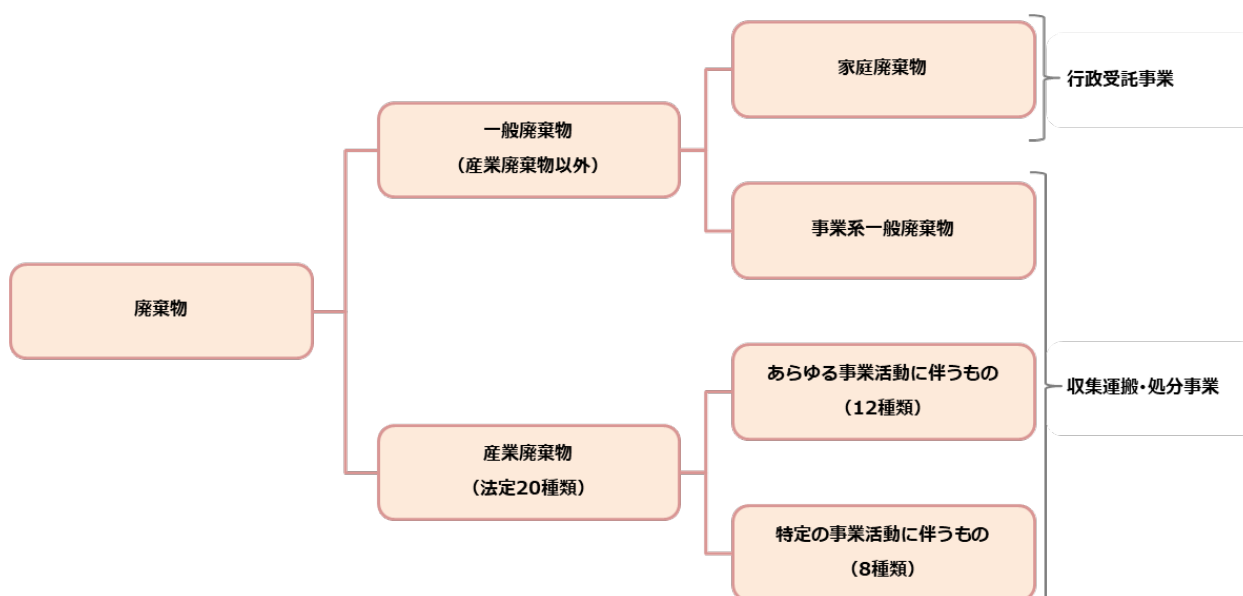 廃棄物
一般廃棄物
（産業廃棄物以外）
産業廃棄物
（法定20種類）
家庭廃棄物
事業系一般廃棄物
あらゆる事業活動に伴うもの
（12種類）
特定の事業活動に伴うもの
（8種類）
行政受託事業
収集運搬・処分事業